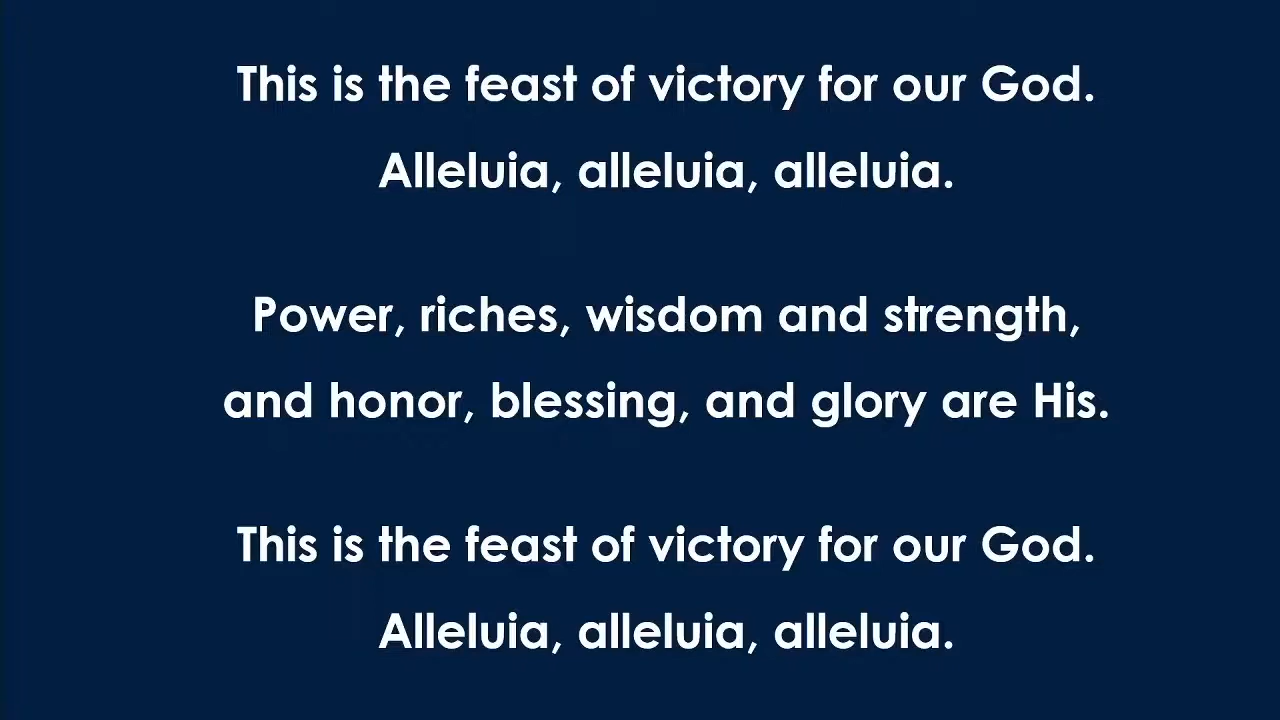 This is the feast of victory for our God.
Alleluia, alleluia, alleluia.
Power, riches, wisdom and strength,
and honor, blessing, and glory are His.
This is the feast of victory for our God.
Alleluia, alleluia, alleluia.